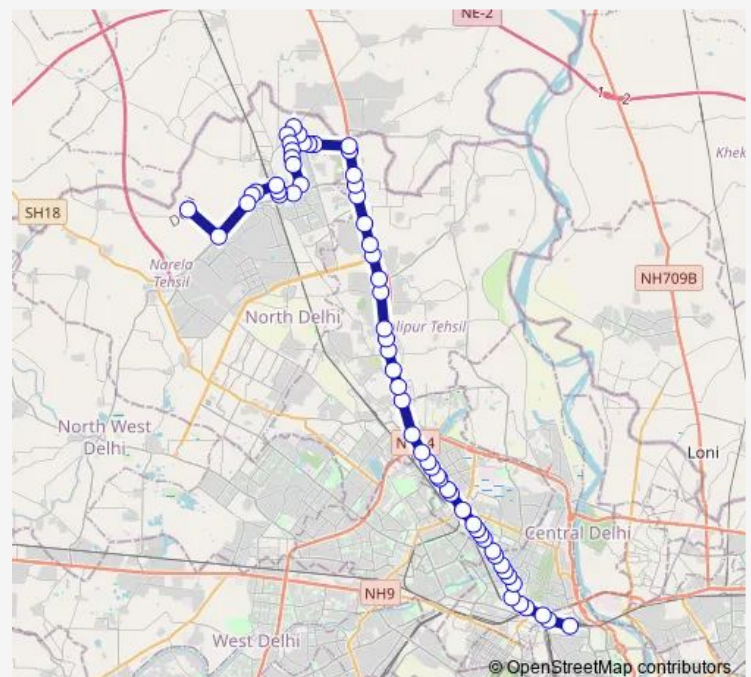 NE-2
1
2
Khek
SH18
D
Narela
Tehsil
NH709B
North Delhi
lipur Tehsil
North West
Delhi
Loni
Central Delhi
NH9
West Delhi
© OpenStreetMap contributors